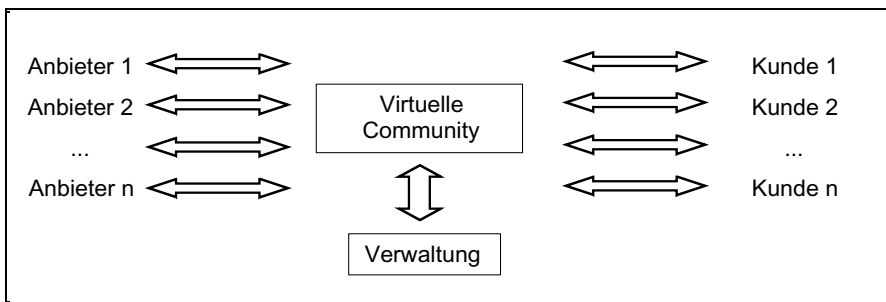 Anbieter 1
Kunde 1
Anbieter 2
Virtuelle
Community
Kunde 2
...
...
Anbieter n
Kunde n
Verwaltung